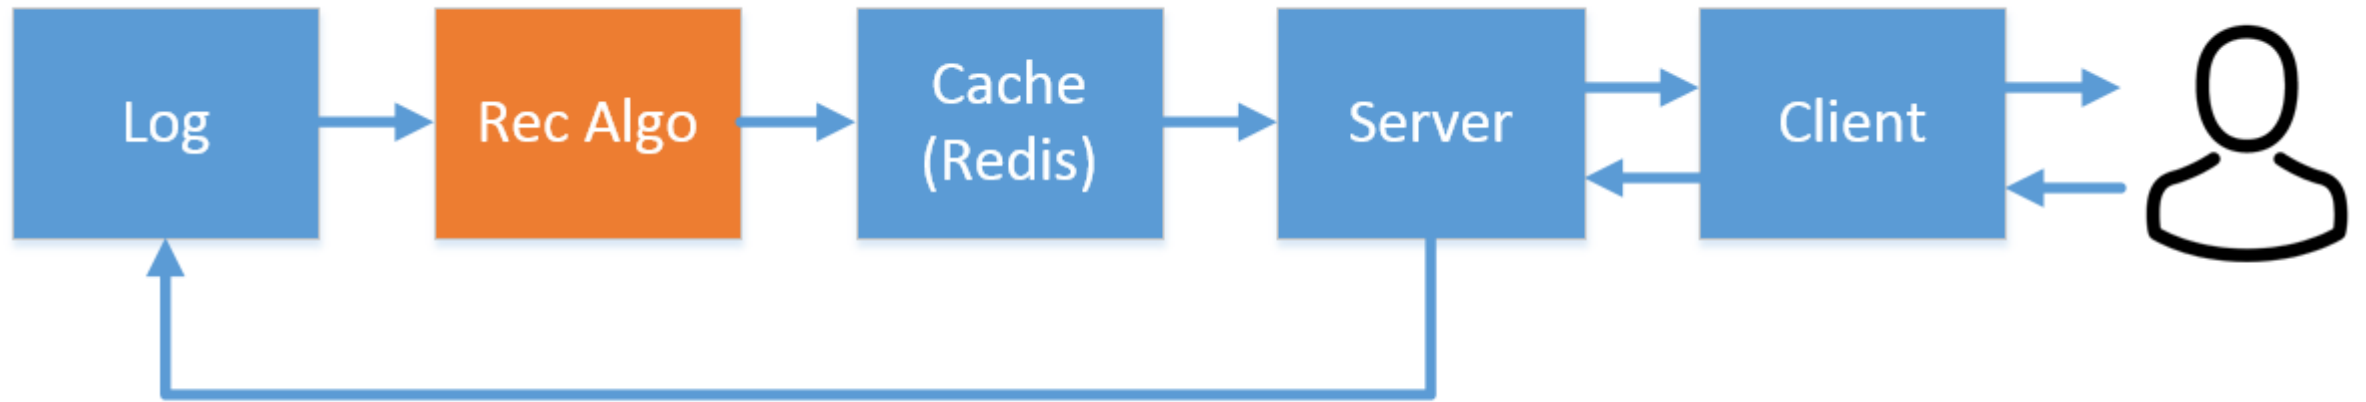 Log
Rec Algo
Cache
(Redis)
Server
Client